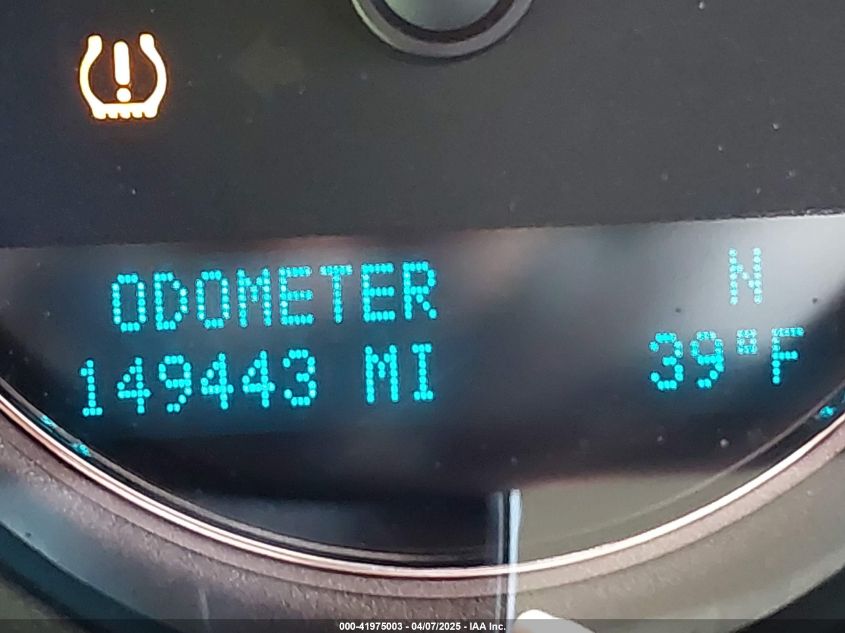 ODOMETER N
149443 MI 39°F
000-41975003 - 04/07/2025 - IAA Inc.